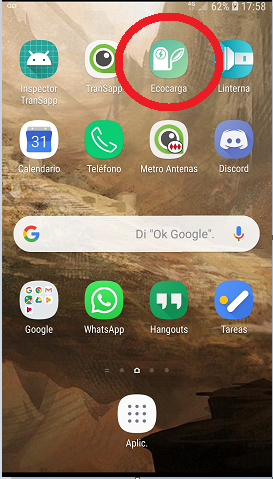 4G 62% 17:58
Inspector
TranSapp
TranSapp
Ecocarga
Linterna
31
Calendario
Teléfono
Metro Antenas
Discord
G
Di "Ok Google".
Google
WhatsApp
Hangouts
Tareas
Aplic.